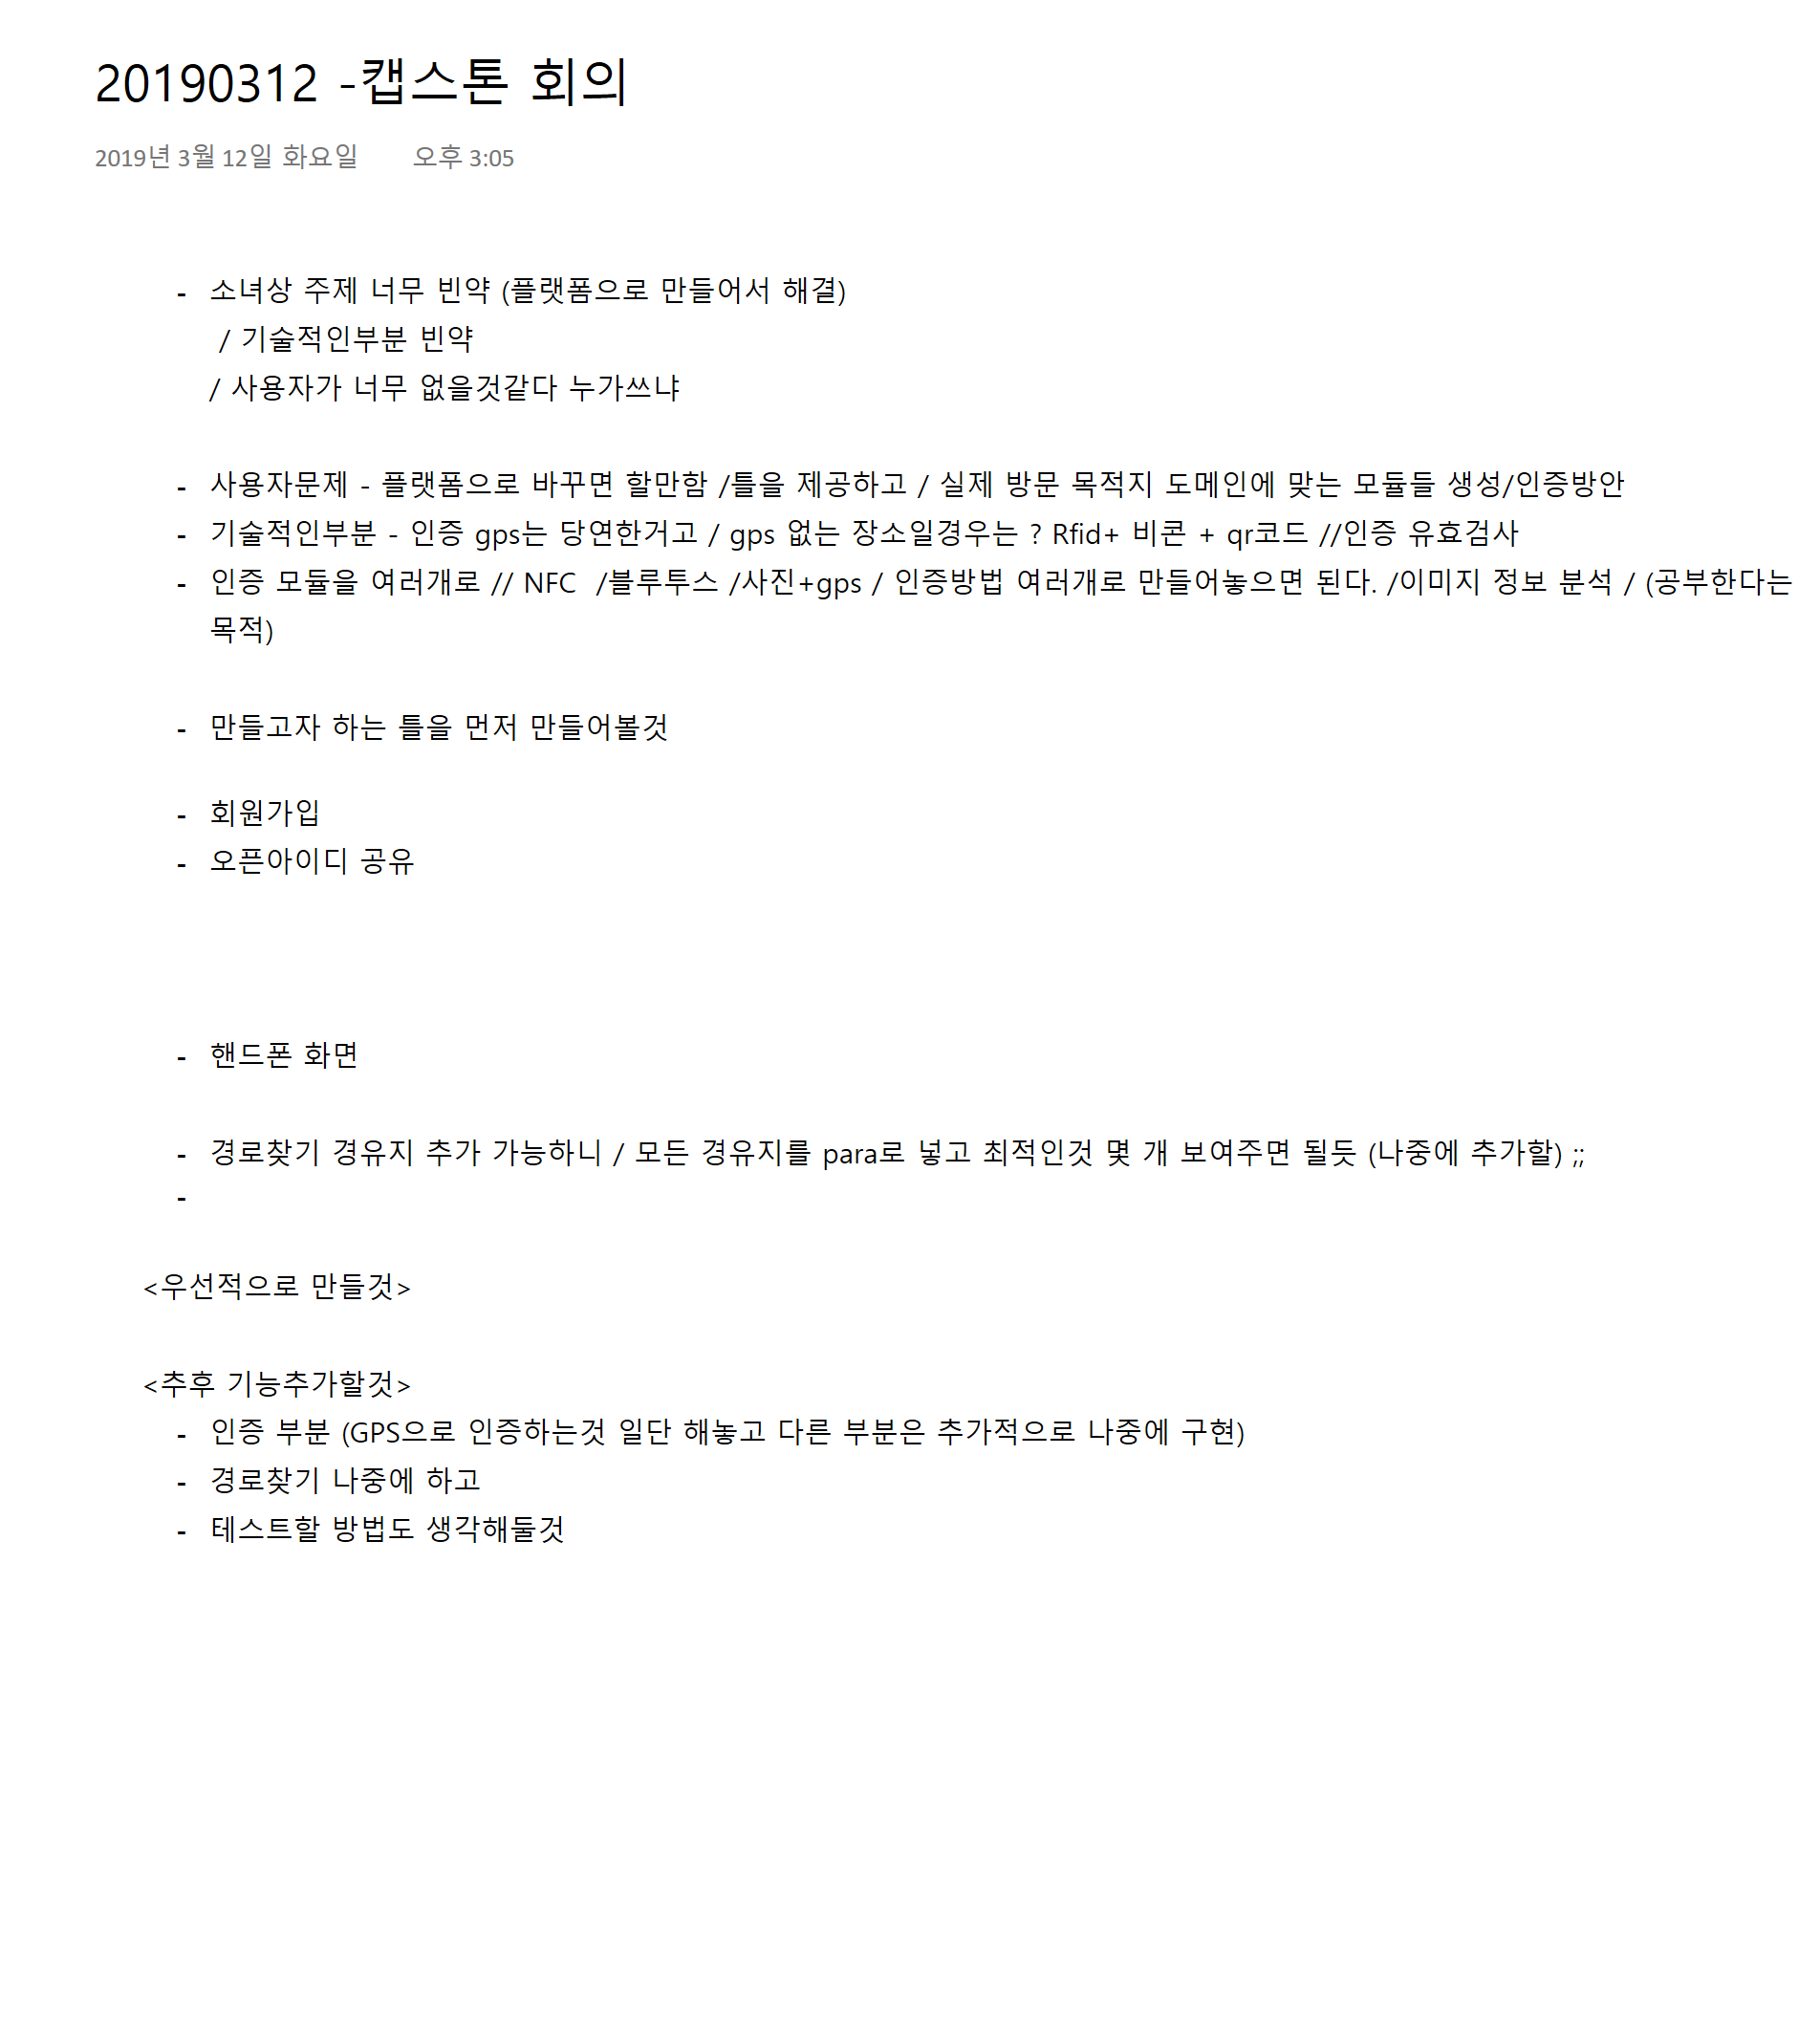 20190312 -캡스톤 회의
2019년 3월 12일 화요일 오후 3:05
- 소녀상 주제 너무 빈약 (플랫폼으로 만들어서 해결)
/ 기술적인부분 빈약
/ 사용자가 너무 없을것같다 누가쓰냐
- 사용자문제 - 플랫폼으로 바꾸면 할만함 /틀을 제공하고 / 실제 방문 목적지 도메인에 맞는 모듈들 생성/인증방안
- 기술적인부분 - 인증 gps는 당연한거고 / gps 없는 장소일경우는 ? Rfid+ 비콘 + qr코드 //인증 유효검사
- 인증 모듈을 여러개로 // NFC /블루투스 /사진+gps / 인증방법 여러개로 만들어놓으면 된다. /이미지 정보 분석 / (공부한다는
목적)
- 만들고자 하는 틀을 먼저 만들어볼것
- 회원가입
- 오픈아이디 공유
- 핸드폰 화면
- 경로찾기 경유지 추가 가능하니 / 모든 경유지를 para로 넣고 최적인것 몇 개 보여주면 될듯 (나중에 추가할) ;;
-
<우선적으로 만들것>
<추후 기능추가할것>
- 인증 부분 (GPS으로 인증하는것 일단 해놓고 다른 부분은 추가적으로 나중에 구현)
- 경로찾기 나중에 하고
- 테스트할 방법도 생각해둘것